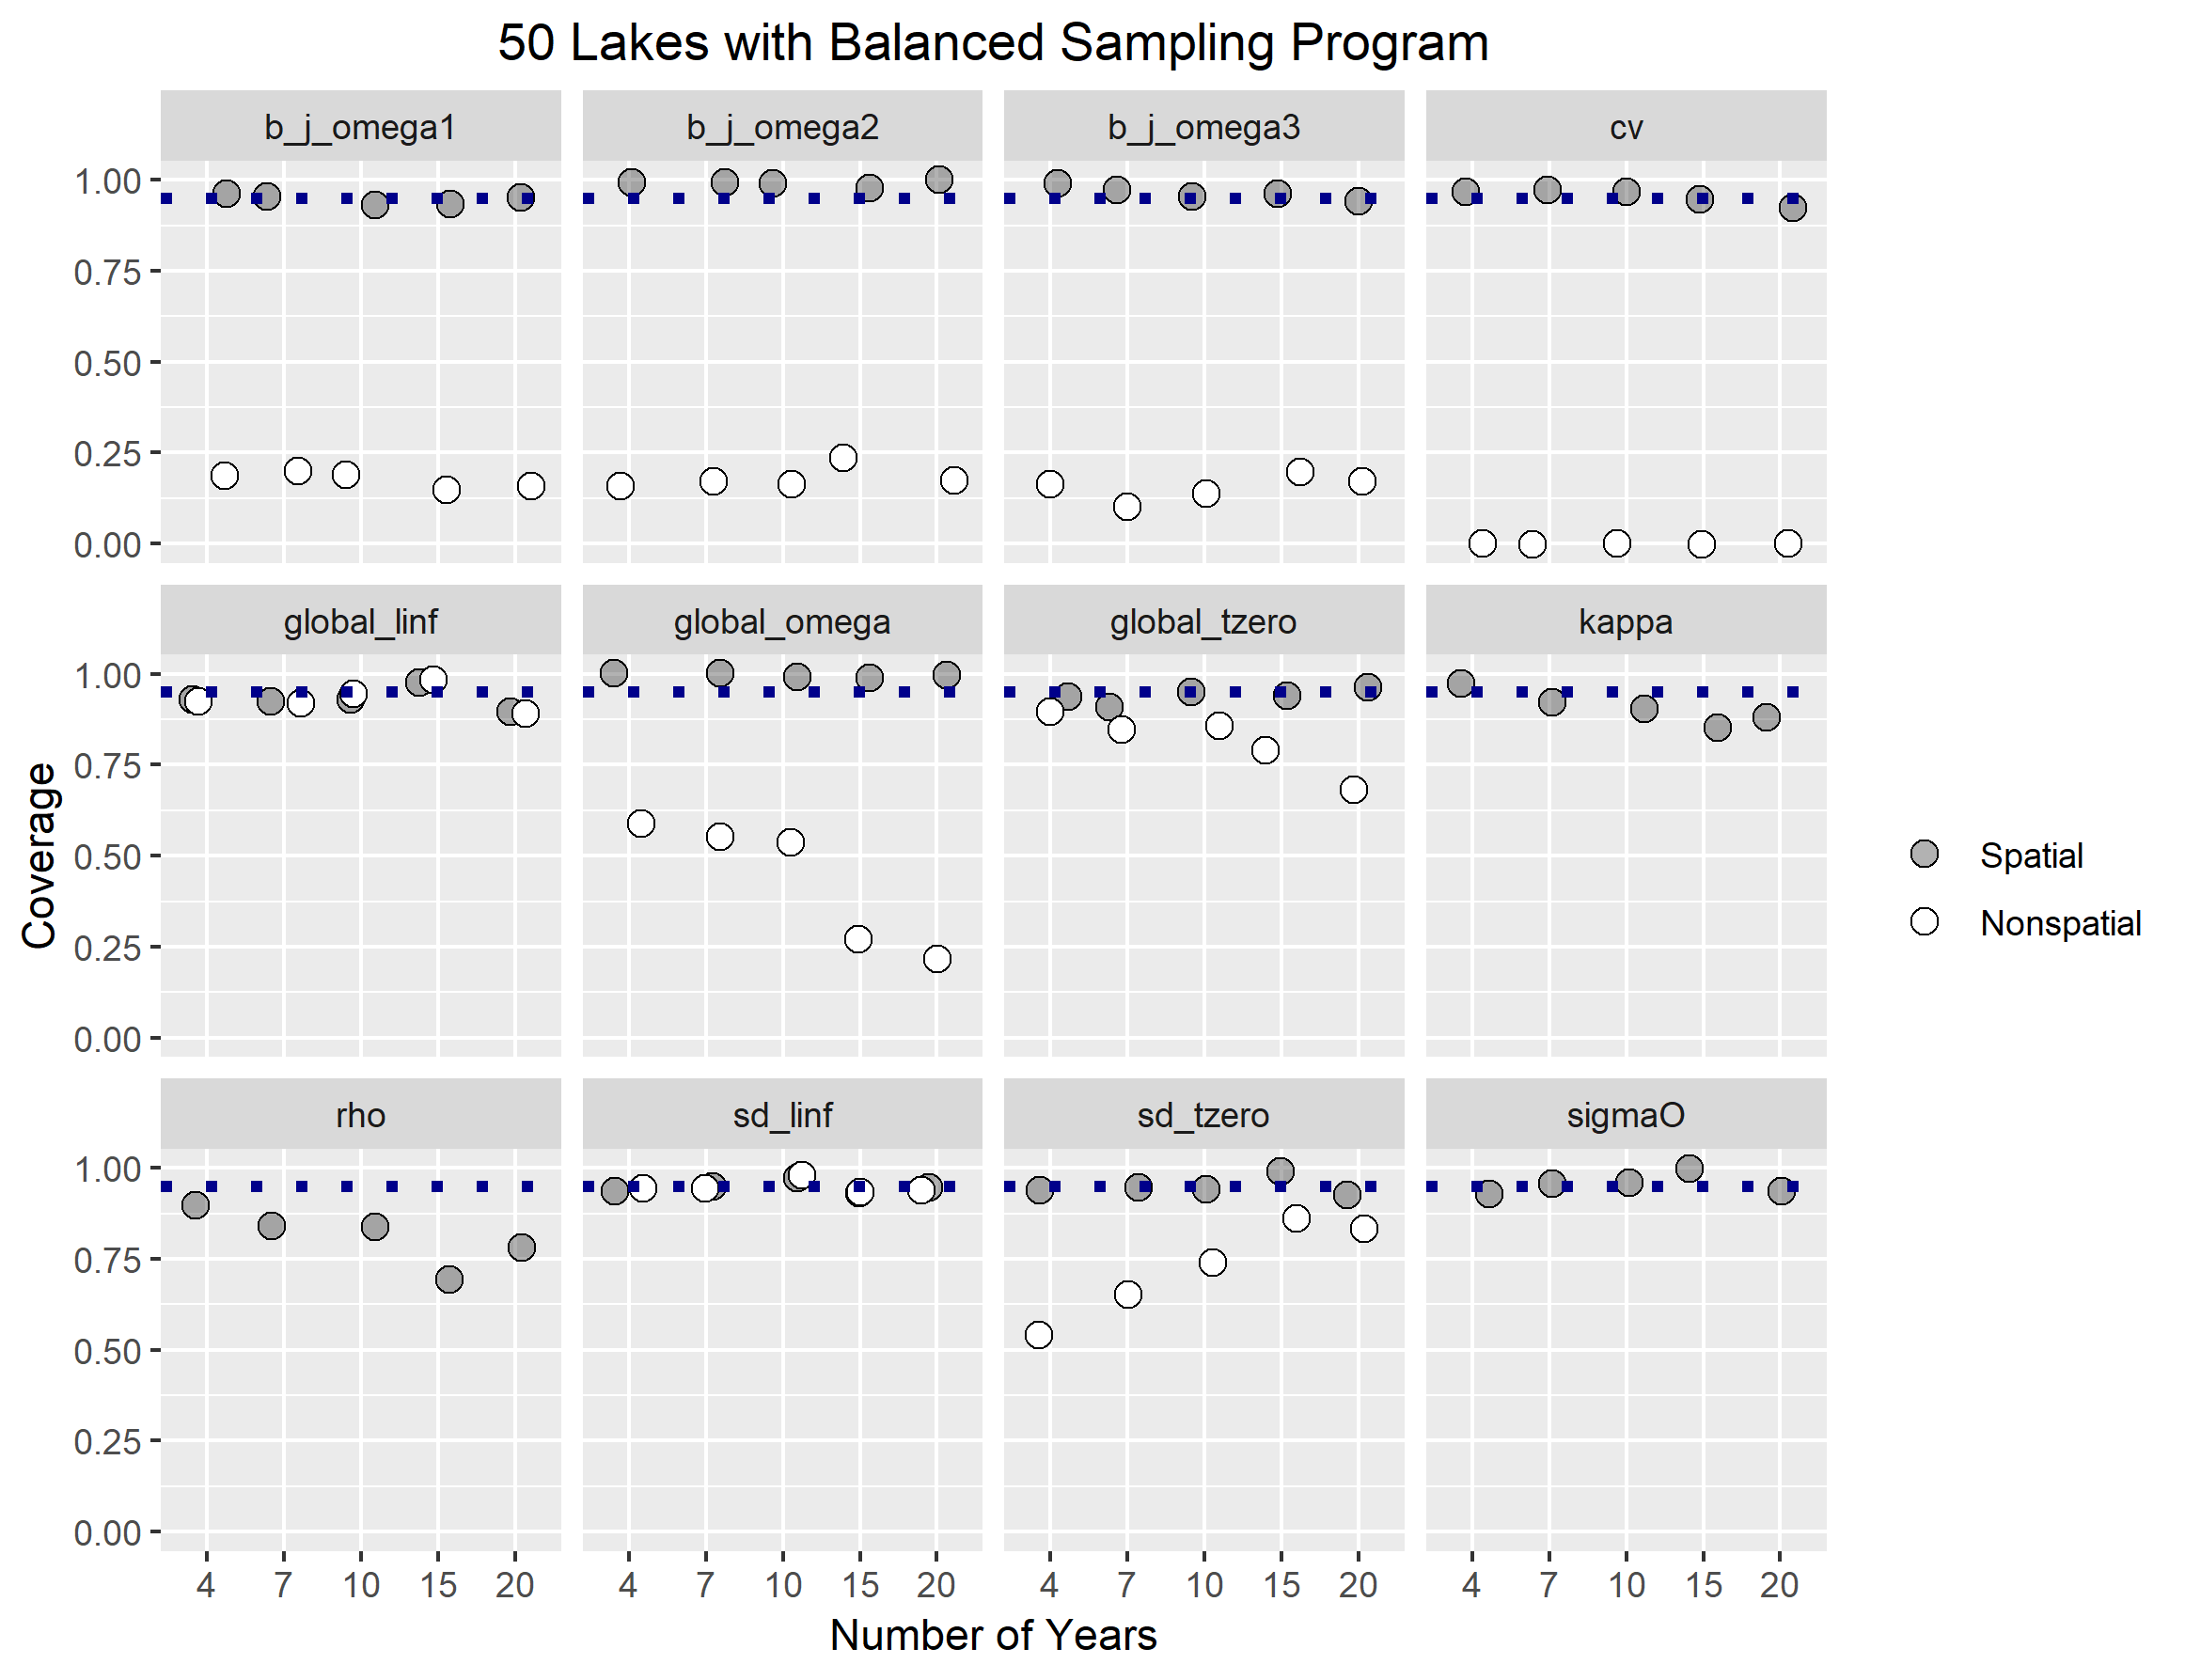 50 Lakes with Balanced Sampling Program
b_j_omega1 b_j_omega2 b_j_omega3 cv
1.00
0.75
0.50
0.25
0.00
global_linf global_omega global_tzero kappa
1.00
0.75
0.50
0.25
0.00
Coverage
Spatial
Nonspatial
rho sd_linf sd_tzero sigmaO
1.00
0.75
0.50
0.25
0.00
4 7 10 15 20 4 7 10 15 20 4 7 10 15 20 4 7 10 15 20
Number of Years